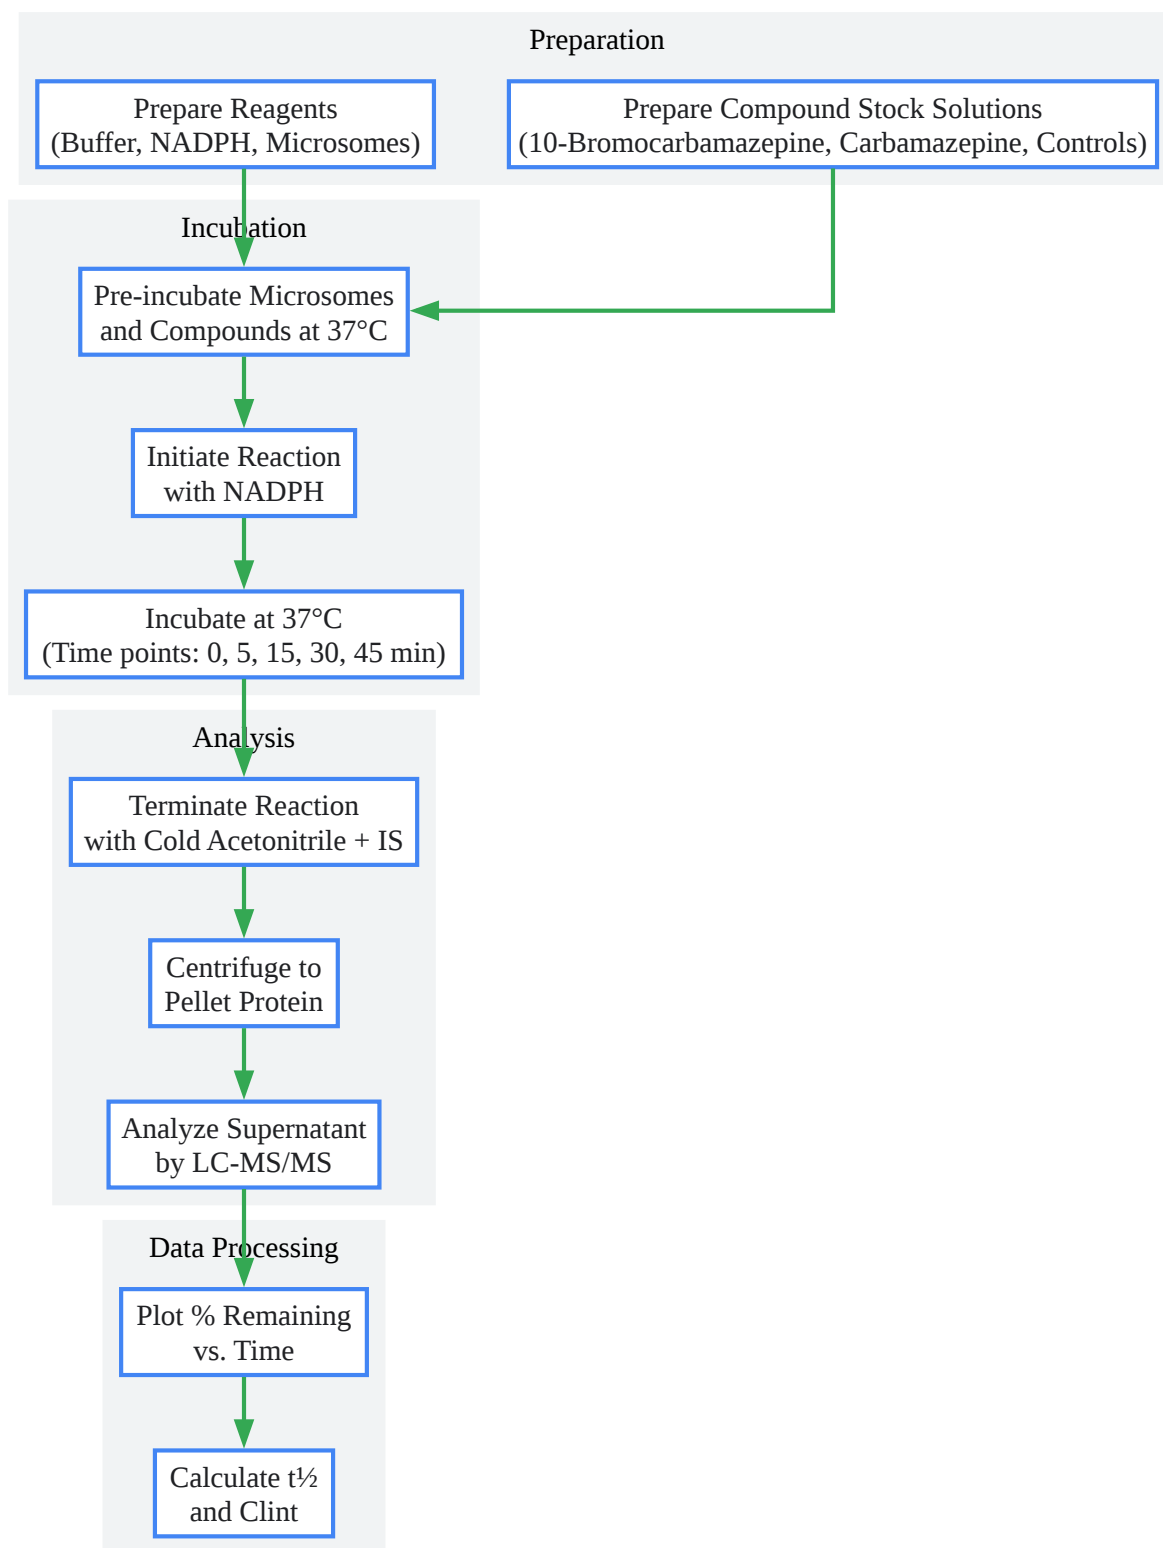 Preparation
Prepare Reagents
(Buffer, NADPH, Microsomes)
Prepare Compound Stock Solutions
(10-Bromocarbamazepine, Carbamazepine, Controls)
Incubation
Pre-incubate Microsomes
and Compounds at 37°C
Initiate Reaction
with NADPH
Incubate at 37°C
(Time points: 0, 5, 15, 30, 45 min)
Analysis
Terminate Reaction
with Cold Acetonitrile + IS
Centrifuge to
Pellet Protein
Analyze Supernatant
by LC-MS/MS
Data Processing
Plot % Remaining
vs. Time
Calculate t½
and Clint